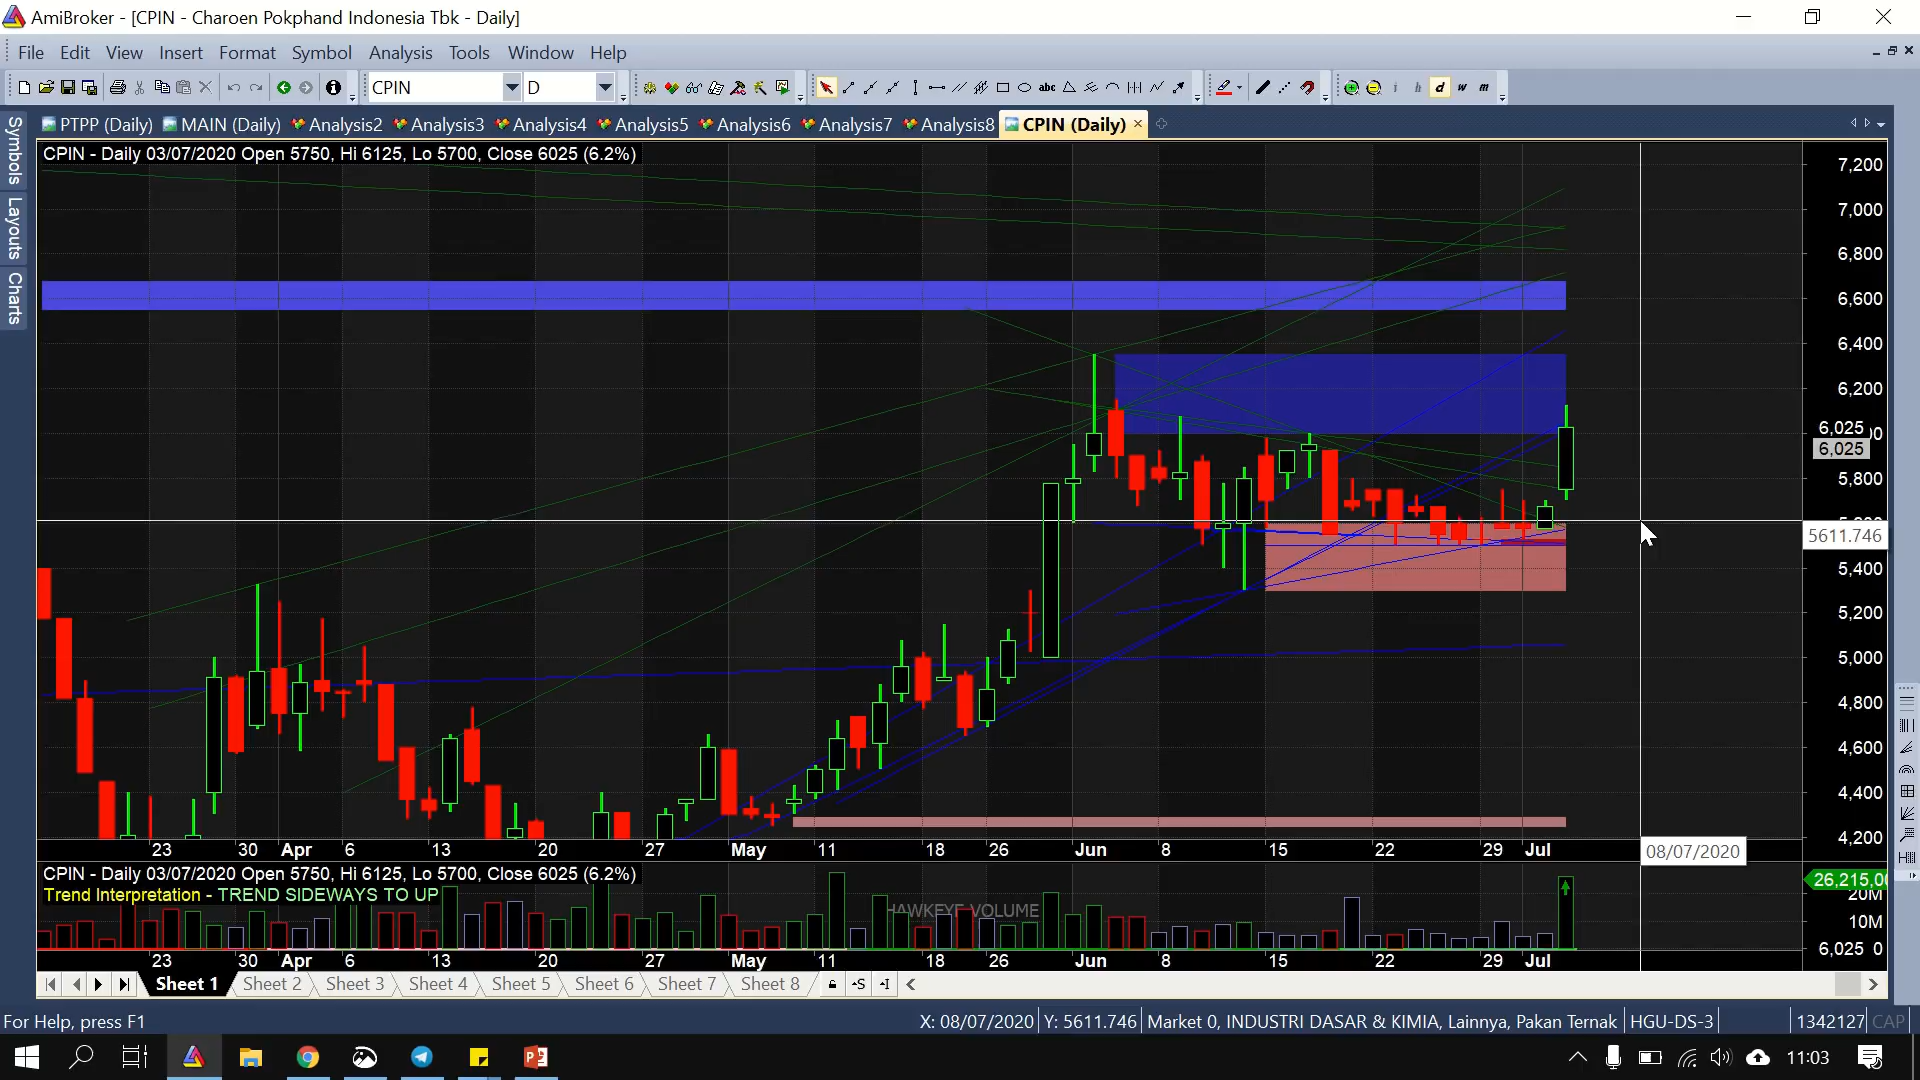 AmiBroker - [CPIN - Charoen Pokphand Indonesia Tbk - Daily]
File Edit View Insert Format Symbol Analysis Tools Window Help
CPIN D abc i h d w m
PTPP (Daily) MAIN (Daily) Analysis2 Analysis3 Analysis4 Analysis5 Analysis6 Analysis7 Analysis8 CPIN (Daily)
Symbols
Layouts
Charts
CPIN - Daily 03/07/2020 Open 5750, Hi 6125, Lo 5700, Close 6025 (6.2%)
7,200
7,000
6,800
6,600
6,400
6,200
6,025
6,025
5,800
5611.746
5,400
5,200
5,000
4,800
4,600
4,400
4,200
23 30 Apr 6 13 20 27 May 11 18 26 Jun 8 15 22 29 Jul
08/07/2020
CPIN - Daily 03/07/2020 Open 5750, Hi 6125, Lo 5700, Close 6025 (6.2%)
Trend Interpretation - TREND SIDEWAYS TO UP
HAWKEYE VOLUME
20M
10M
6,025 0
23 30 Apr 6 13 20 27 May 11 18 26 Jun 8 15 22 29 Jul
Sheet 1 Sheet 2 Sheet 3 Sheet 4 Sheet 5 Sheet 6 Sheet 7 Sheet 8
For Help, press F1
X: 08/07/2020 Y: 5611.746 Market 0, INDUSTRI DASAR & KIMIA, Lainnya, Pakan Ternak HGU-DS-3 1342127 CAP
11:03